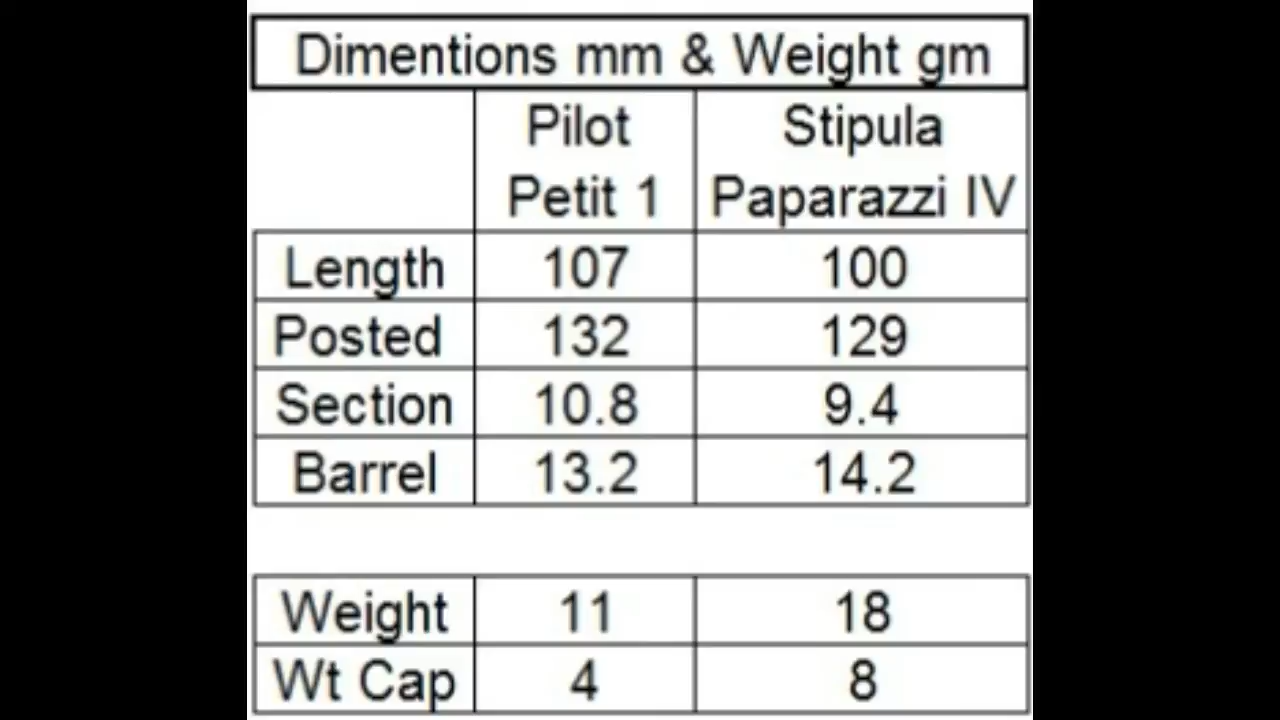 Dimentions mm & Weight gm
Pilot Petit 1 Stipula Paparazzi IV
Length 107 100
Posted 132 129
Section 10.8 9.4
Barrel 13.2 14.2
Weight 11 18
Wt Cap 4 8